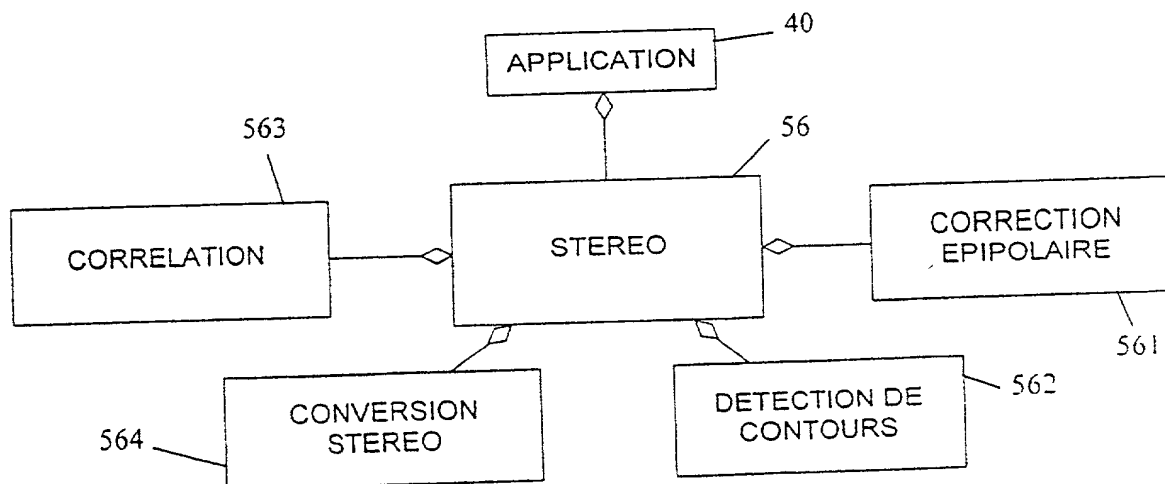 40
APPLICATION
563
56
CORRELATION
STEREO
CORRECTION
EPIPOLAIRE
561
564
CONVERSION
STEREO
DETECTION DE
CONTOURS
562